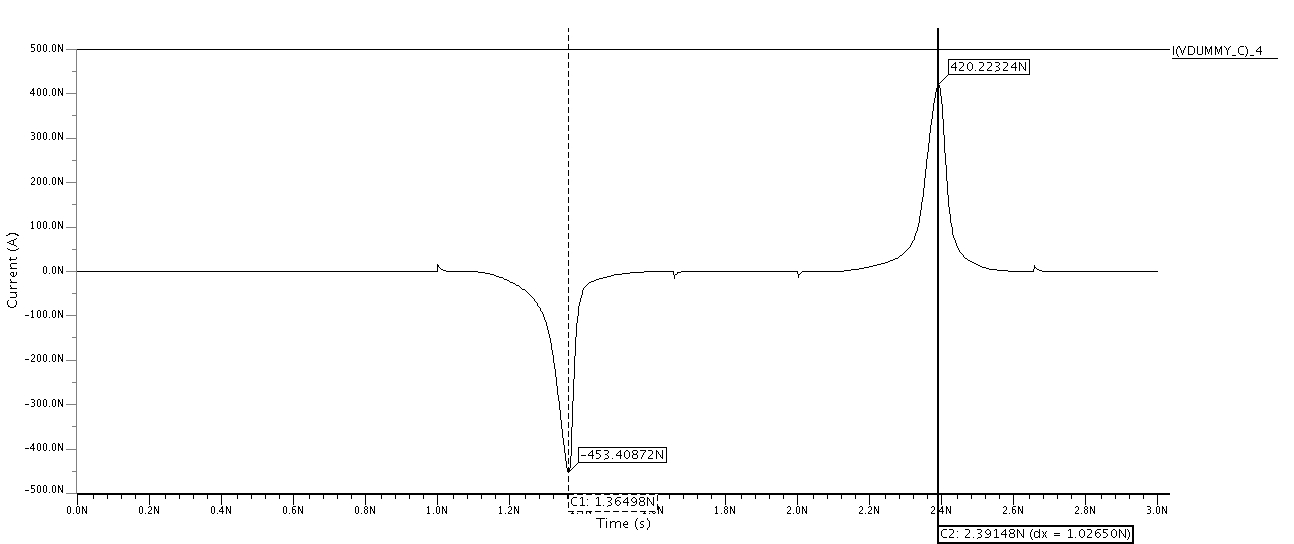 500.0N
I(VDUMMY_C)_4
420.22324N
400.0N
300.0N
200.0N
100.0N
Current (A)
0.0N
-100.0N
-200.0N
-300.0N
-400.0N
-453.40872N
-500.0N
C1: 1.36498N
0.0N 0.2N 0.4N 0.6N 0.8N 1.0N 1.2N 2.0N 2.2N 2.4N 2.6N 2.8N 3.0N
Time (s)
C2: 2.39148N (dx = 1.02650N)